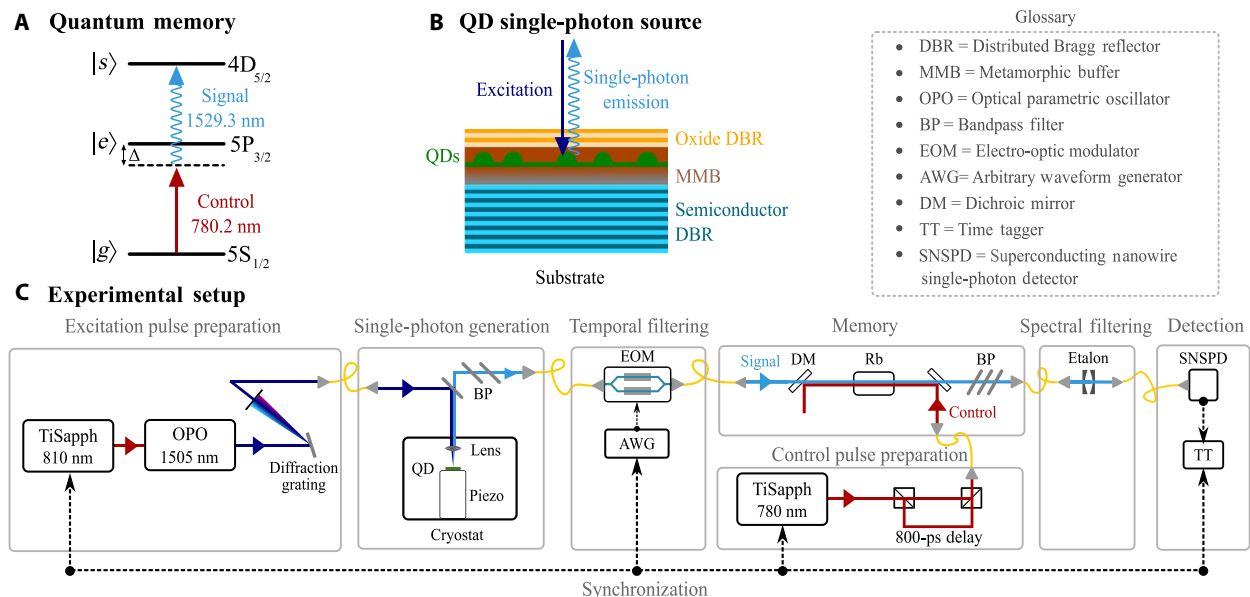 A Quantum memory
|s⟩ 4D5/2
Signal
1529.3 nm
|e⟩ 5P3/2
Δ
Control
780.2 nm
|g⟩ 5S1/2
B QD single-photon source
Excitation
Single-photon
emission
Oxide DBR
QDs
MMB
Semiconductor
DBR
Substrate
Glossary
• DBR = Distributed Bragg reflector
• MMB = Metamorphic buffer
• OPO = Optical parametric oscillator
• BP = Bandpass filter
• EOM = Electro-optic modulator
• AWG= Arbitrary waveform generator
• DM = Dichroic mirror
• TT = Time tagger
• SNSPD = Superconducting nanowire
single-photon detector
C Experimental setup
Excitation pulse preparation
TiSapph
810 nm
OPO
1505 nm
Diffraction
grating
Single-photon generation
BP
Lens
QD
Piezo
Cryostat
Temporal filtering
EOM
AWG
Memory
Signal
DM
Rb
BP
Control
Control pulse preparation
TiSapph
780 nm
800-ps delay
Spectral filtering
Etalon
Detection
SNSPD
TT
Synchronization